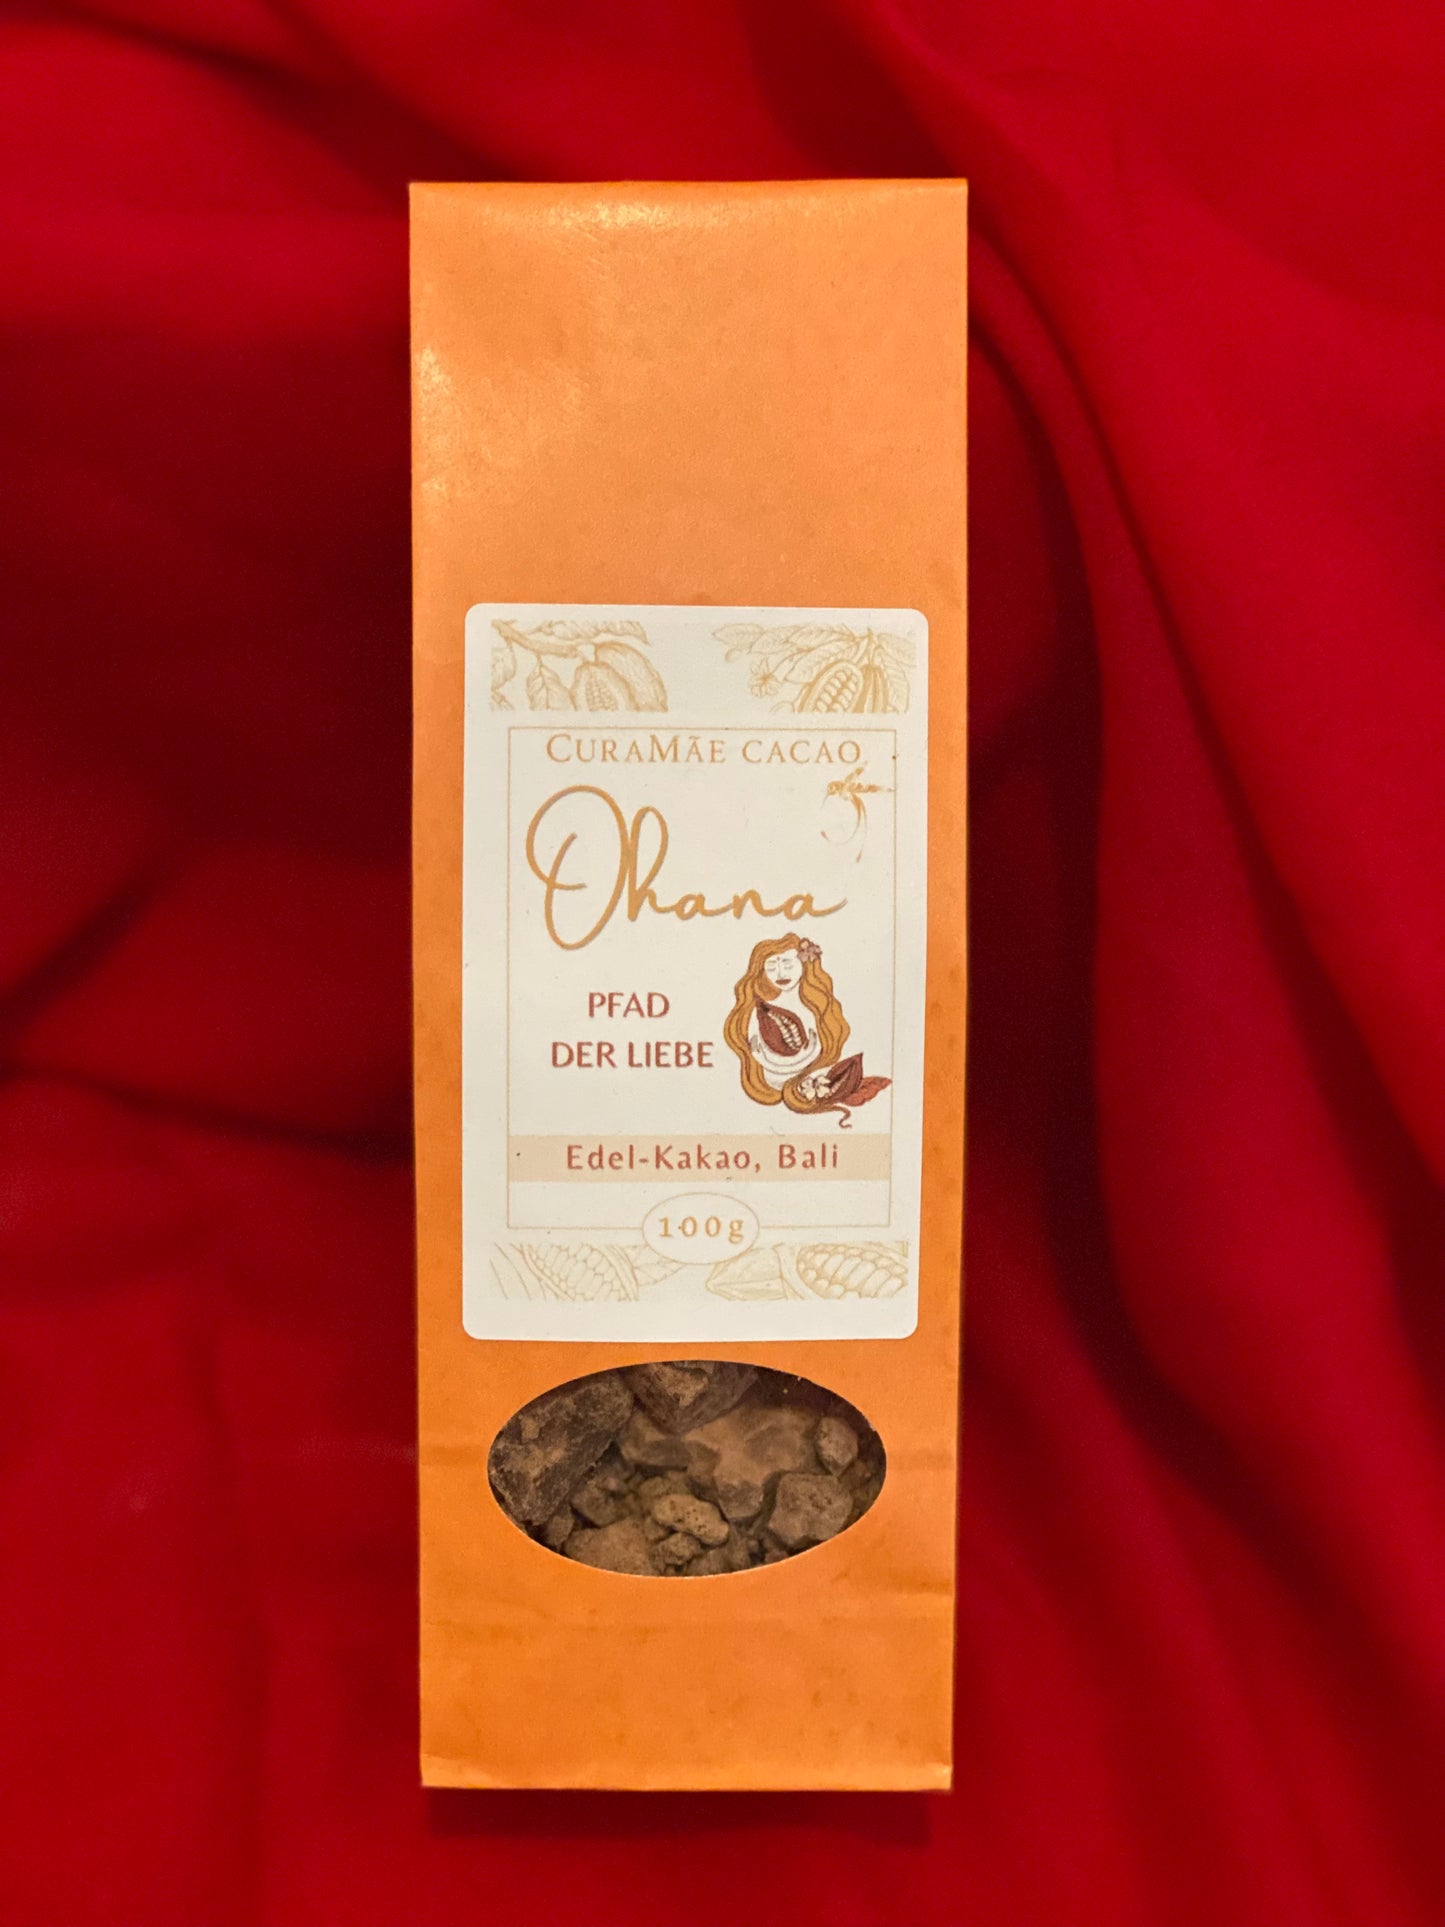 CURAMÃE CACAO
Ohana
PFAD
DER LIEBE
Edel-Kakao, Bali
100g